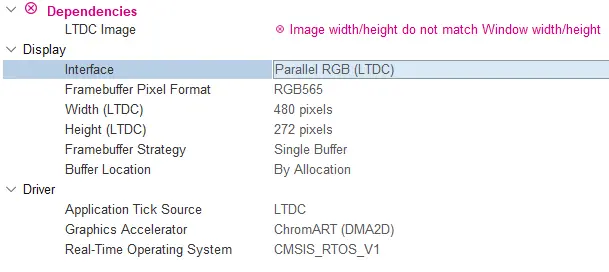 Dependencies
LTDC Image Image width/height do not match Window width/height
Display
Interface Parallel RGB (LTDC)
Framebuffer Pixel Format RGB565
Width (LTDC) 480 pixels
Height (LTDC) 272 pixels
Framebuffer Strategy Single Buffer
Buffer Location By Allocation
Driver
Application Tick Source LTDC
Graphics Accelerator ChromART (DMA2D)
Real-Time Operating System CMSIS_RTOS_V1